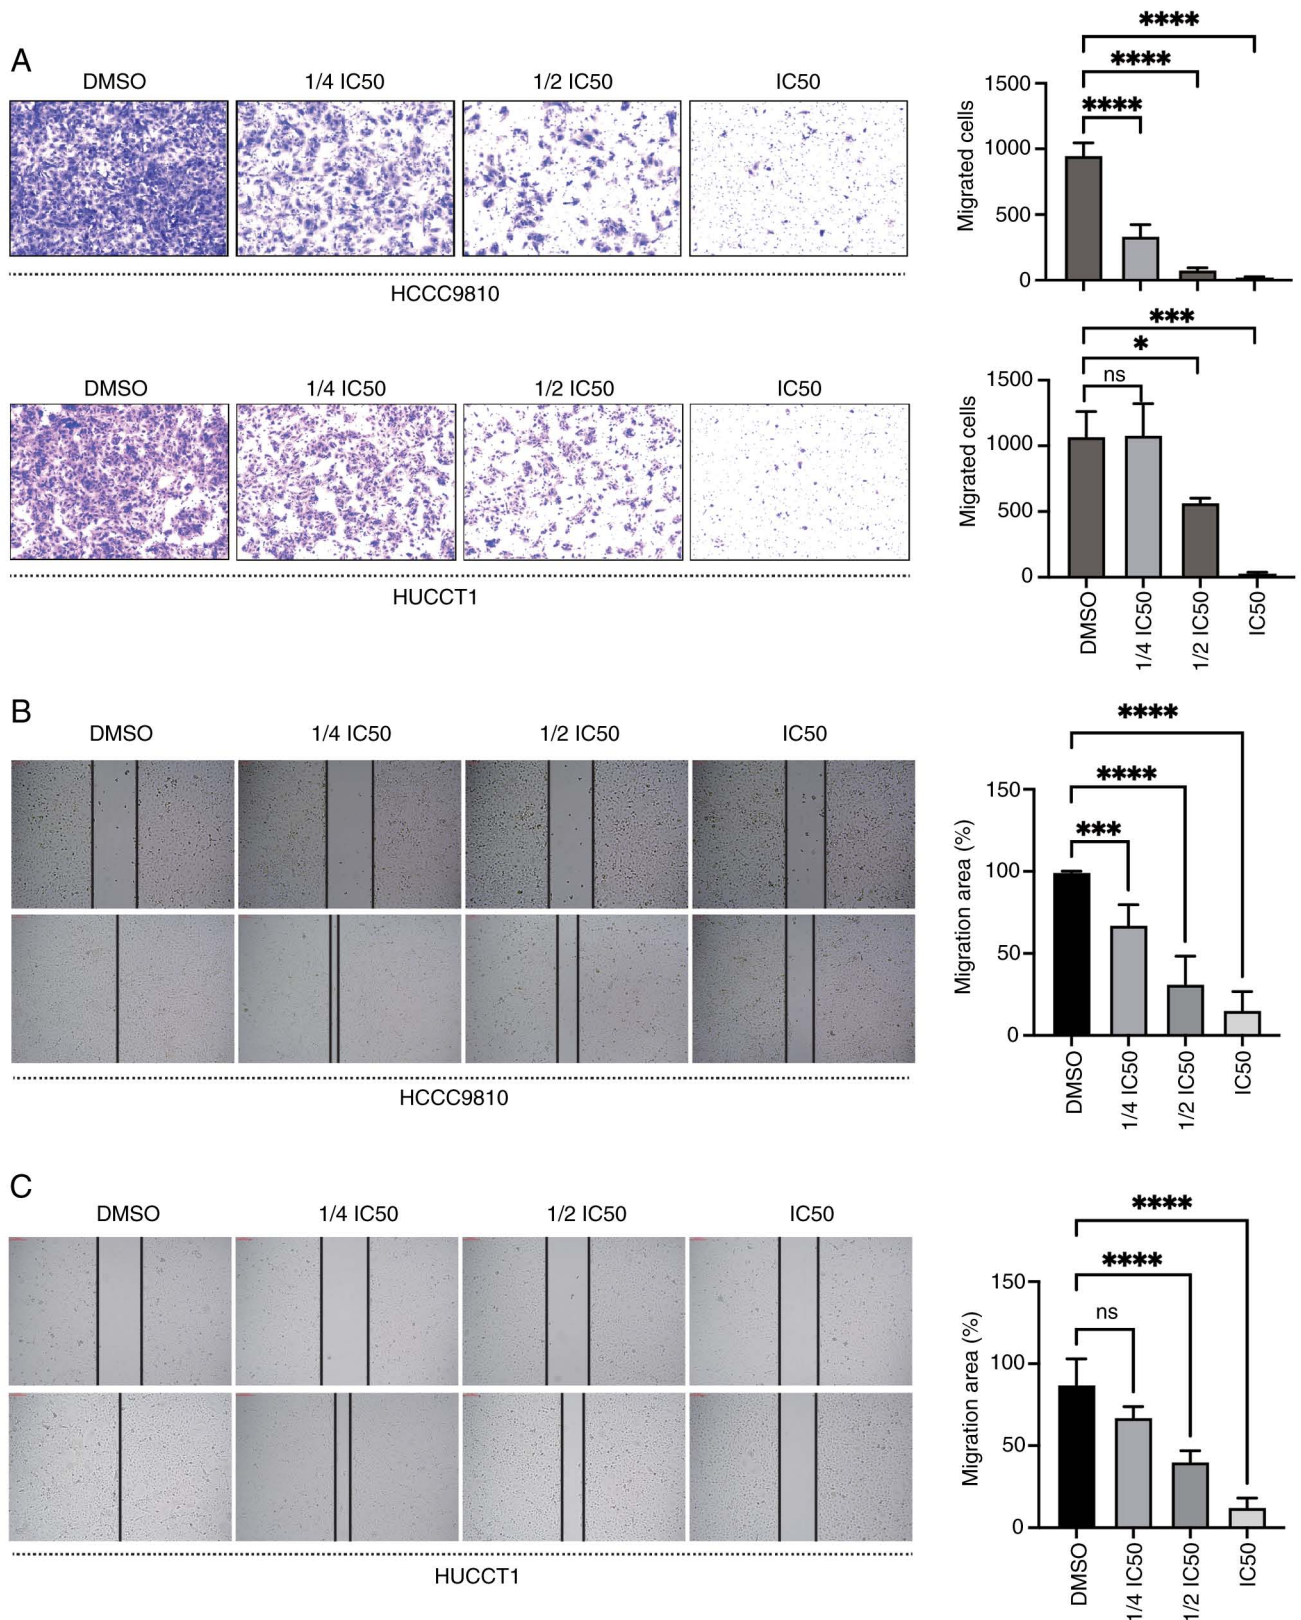 A
DMSO 1/4 IC50 1/2 IC50 IC50
HCCC9810
****
****
****
1500
1000
500
0
Migrated cells
DMSO 1/4 IC50 1/2 IC50 IC50
HUCCT1
***
*
ns
1500
1000
500
0
Migrated cells
DMSO 1/4 IC50 1/2 IC50 IC50
B
DMSO 1/4 IC50 1/2 IC50 IC50
HCCC9810
****
****
***
150
100
50
0
Migration area (%)
DMSO 1/4 IC50 1/2 IC50 IC50
C
DMSO 1/4 IC50 1/2 IC50 IC50
HUCCT1
****
****
ns
150
100
50
0
Migration area (%)
DMSO 1/4 IC50 1/2 IC50 IC50